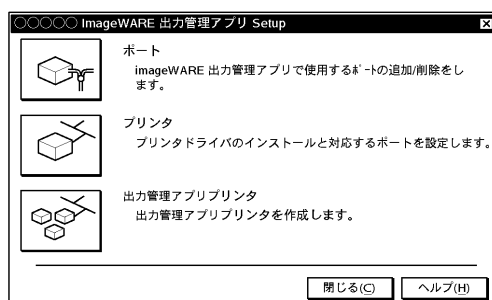 ○○○○○ ImageWARE 出力管理アプリ Setup
ポート
imageWARE 出力管理アプリで使用するﾎﾟｰﾄの追加/削除をし
ます。
プリンタ
プリンタドライバのインストールと対応するポートを設定します。
出力管理アプリプリンタ
出力管理アプリプリンタを作成します。
閉じる(C) ヘルプ(H)